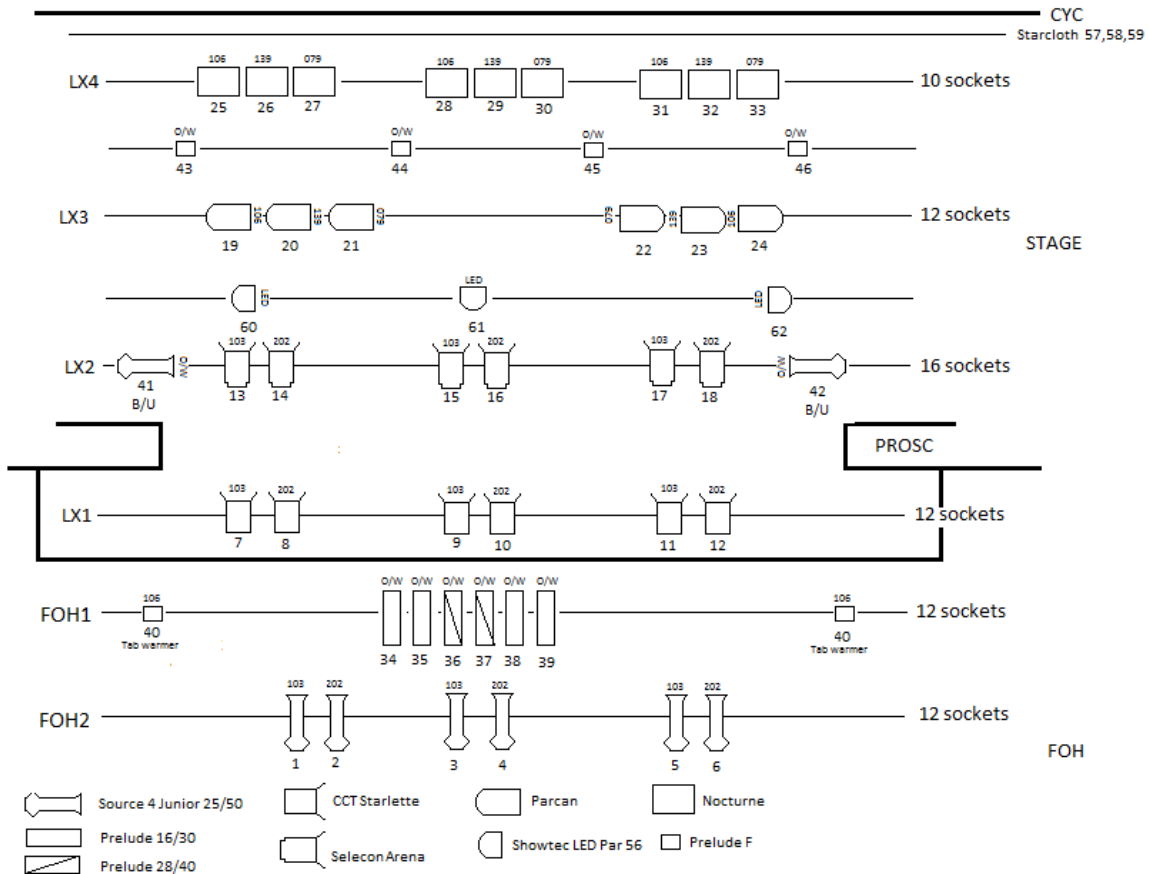 CYC
Starcloth 57,58,59
106 139 079 106 139 079 106 139 079
LX4 10 sockets
25 26 27 28 29 30 31 32 33
O/W O/W O/W O/W
43 44 45 46
LX3 106 139 079 079 139 106 12 sockets
19 20 21 22 23 24
STAGE
LED LED LED
60 61 62
103 202 103 202 103 202
LX2 O/W O/W 16 sockets
41 13 14 15 16 17 18 42
B/U B/U
PROSC
103 202 103 202 103 202
LX1 12 sockets
7 8 9 10 11 12
O/W O/W O/W O/W O/W O/W
106 106
FOH1 12 sockets
40 40
Tab warmer Tab warmer
34 35 36 37 38 39
103 202 103 202 103 202
FOH2 12 sockets
1 2 3 4 5 6
FOH
Source 4 Junior 25/50 CCT Starlette Parcan Nocturne
Prelude 16/30 Selecon Arena Showtec LED Par 56 Prelude F
Prelude 28/40